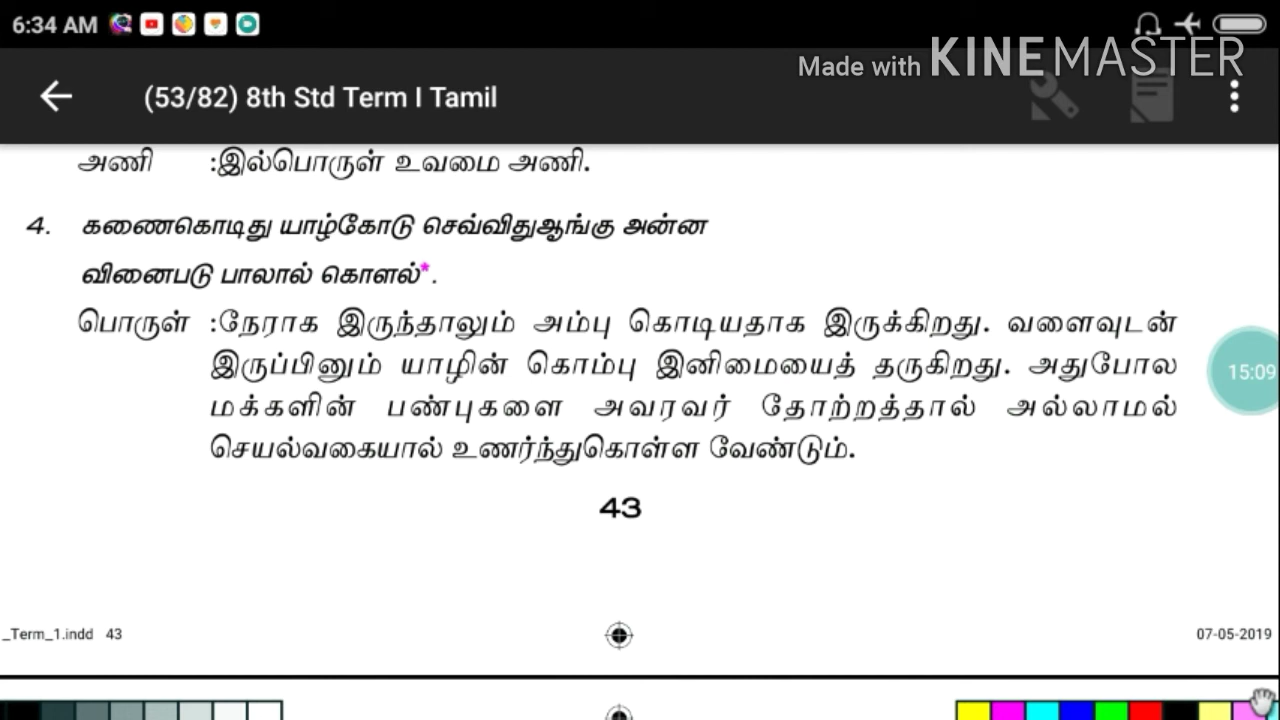 6:34 AM
Made with KINEMASTER
(53/82) 8th Std Term I Tamil
அணி :இல்பொருள் உவமை அணி.
4. கணைகொடிது யாழ்கோடு செவ்விதுஆங்கு அன்ன
வினைபடு பாலால் கொளல்*.
பொருள் :நேராக இருந்தாலும் அம்பு கொடியதாக இருக்கிறது. வளைவுடன்
இருப்பினும் யாழின் கொம்பு இனிமையைத் தருகிறது. அதுபோல
15:09
மக்களின் பண்புகளை அவரவர் தோற்றத்தால் அல்லாமல்
செயல்வகையால் உணர்ந்துகொள்ள வேண்டும்.
43
_Term_1.indd 43
07-05-2019